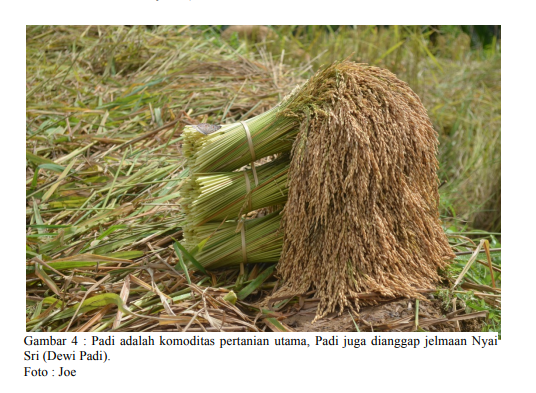 Gambar 4 : Padi adalah komoditas pertanian utama, Padi juga dianggap jelmaan Nyai
Sri (Dewi Padi).
Foto : Joe